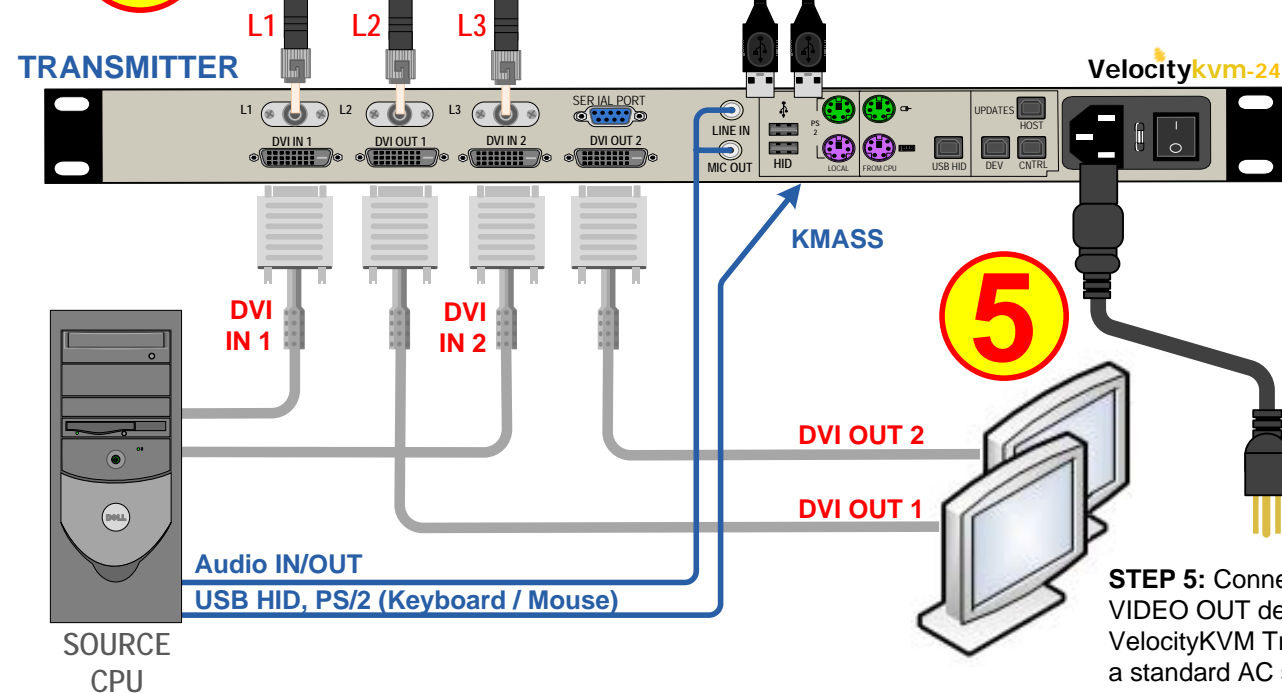 L1 L2 L3
TRANSMITTER
Velocitykvm-24
L1 L2 L3 SERIAL PORT
DVI IN 1 DVI OUT 1 DVI IN 2 DVI OUT 2
LINE IN
MIC OUT
HID
PS
2
LOCAL
FROM CPU
USB HID
UPDATES
HOST
DEV
CNTRL
KMASS
5
DVI
IN 1
DVI
IN 2
DVI OUT 2
DVI OUT 1
DELL
Audio IN/OUT
USB HID, PS/2 (Keyboard / Mouse)
SOURCE
CPU
STEP 5: Conne
VIDEO OUT de
VelocityKVM Tr
a standard AC